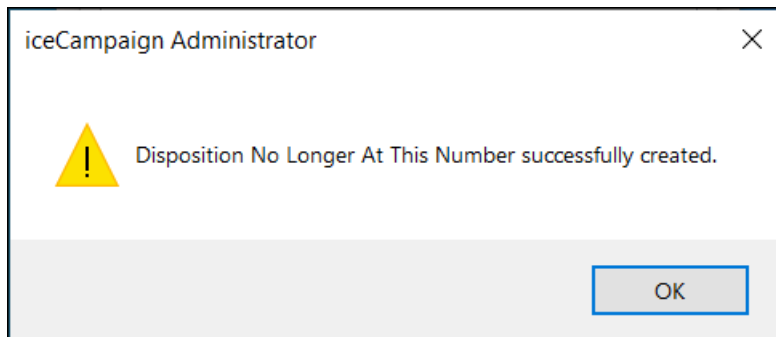 iceCampaign Administrator
Disposition No Longer At This Number successfully created.
OK